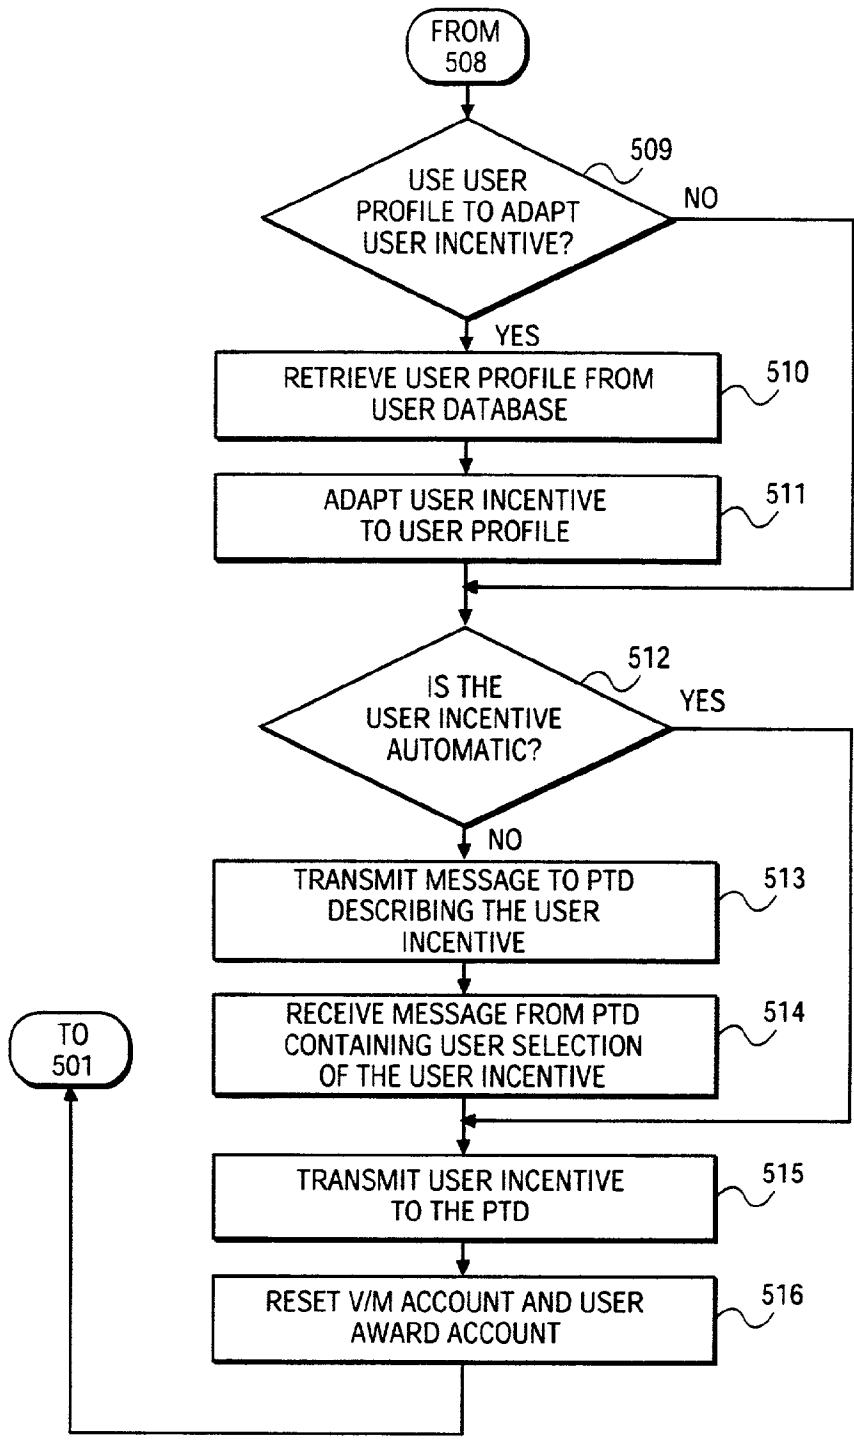 FROM
508
509
USE USER
PROFILE TO ADAPT
USER INCENTIVE?
NO
YES
RETRIEVE USER PROFILE FROM
USER DATABASE
510
ADAPT USER INCENTIVE
TO USER PROFILE
511
512
IS THE
USER INCENTIVE
AUTOMATIC?
YES
NO
TRANSMIT MESSAGE TO PTD
DESCRIBING THE USER
INCENTIVE
513
RECEIVE MESSAGE FROM PTD
CONTAINING USER SELECTION
OF THE USER INCENTIVE
514
TO
501
TRANSMIT USER INCENTIVE
TO THE PTD
515
RESET V/M ACCOUNT AND USER
AWARD ACCOUNT
516